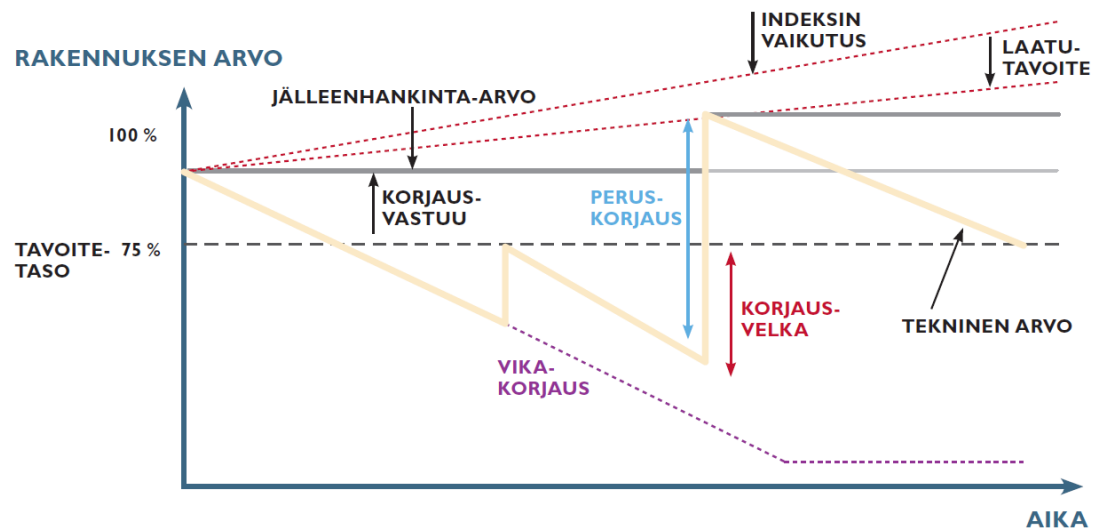 INDEKSIN
VAIKUTUS
LAATU-
TAVOITE
RAKENNUKSEN ARVO
JÄLLEENHANKINTA-ARVO
100 %
KORJAUS-
VASTUU
PERUS-
KORJAUS
TAVOITE- 75 %
TASO
KORJAUS-
VELKA
TEKNINEN ARVO
VIKA-
KORJAUS
AIKA